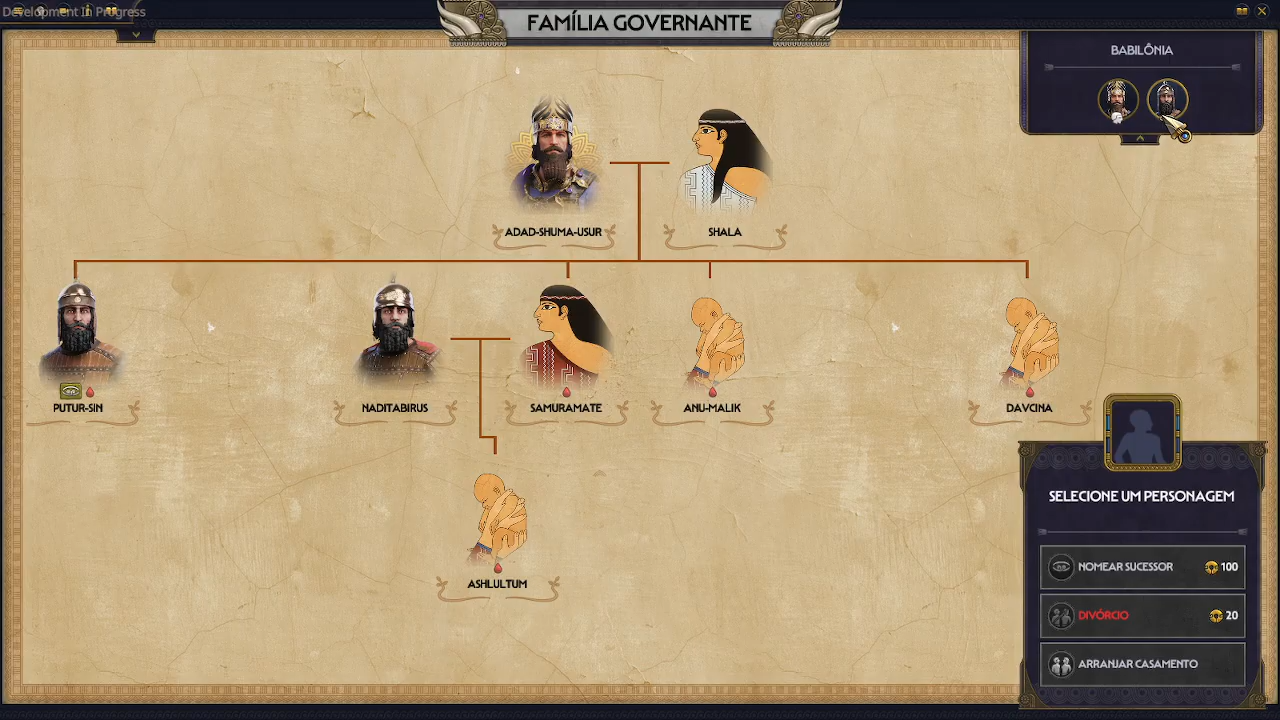 Development In Progress
FAMÍLIA GOVERNANTE
BABILÔNIA
ADAD-SHUMA-USUR
SHALA
PUTUR-SIN
NADITABIRUS
SAMURAMATE
ANU-MALIK
DAVCINA
ASHLULTUM
SELECIONE UM PERSONAGEM
NOMEAR SUCESSOR 100
DIVÓRCIO 20
ARRANJAR CASAMENTO